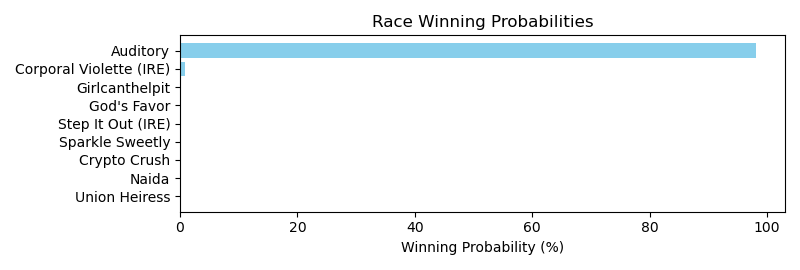 Race Winning Probabilities
Auditory
Corporal Violette (IRE)
Girlcanthelpit
God's Favor
Step It Out (IRE)
Sparkle Sweetly
Crypto Crush
Naida
Union Heiress
0 20 40 60 80 100
Winning Probability (%)